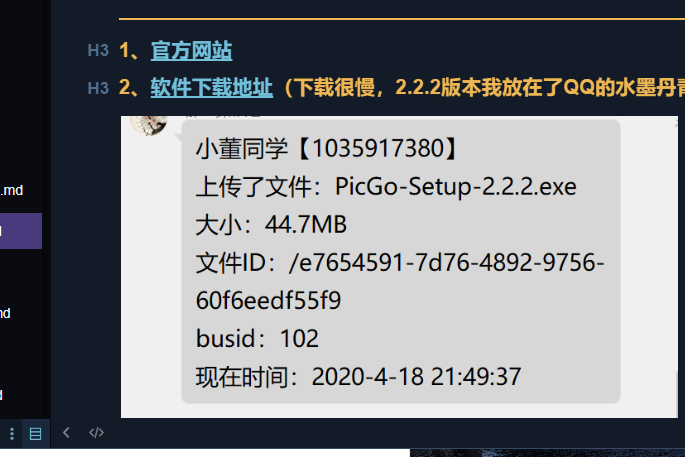 H3 1、官方网站
H3 2、软件下载地址（下载很慢，2.2.2版本我放在了QQ的水墨丹青
小董同学【1035917380】
上传了文件：PicGo-Setup-2.2.2.exe
大小：44.7MB
.md
文件ID：/e7654591-7d76-4892-9756-
60f6eedf55f9
busid：102
现在时间：2020-4-18 21:49:37